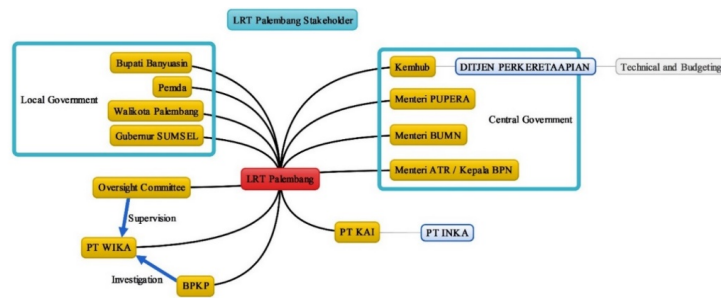 LRT Palembang Stakeholder
Bupati Banyuasin
Pemda
Local Government
Walikota Palembang
Gubernur SUMSEL
Kemhub
DITJEN PERKERETAAPIAN
Technical and Budgeting
Menteri PUPERA
Central Government
Menteri BUMN
Menteri ATR / Kepala BPN
LRT Palembang
Oversight Committee
Supervision
PT WIKA
Investigation
BPKP
PT KAI
PT INKA